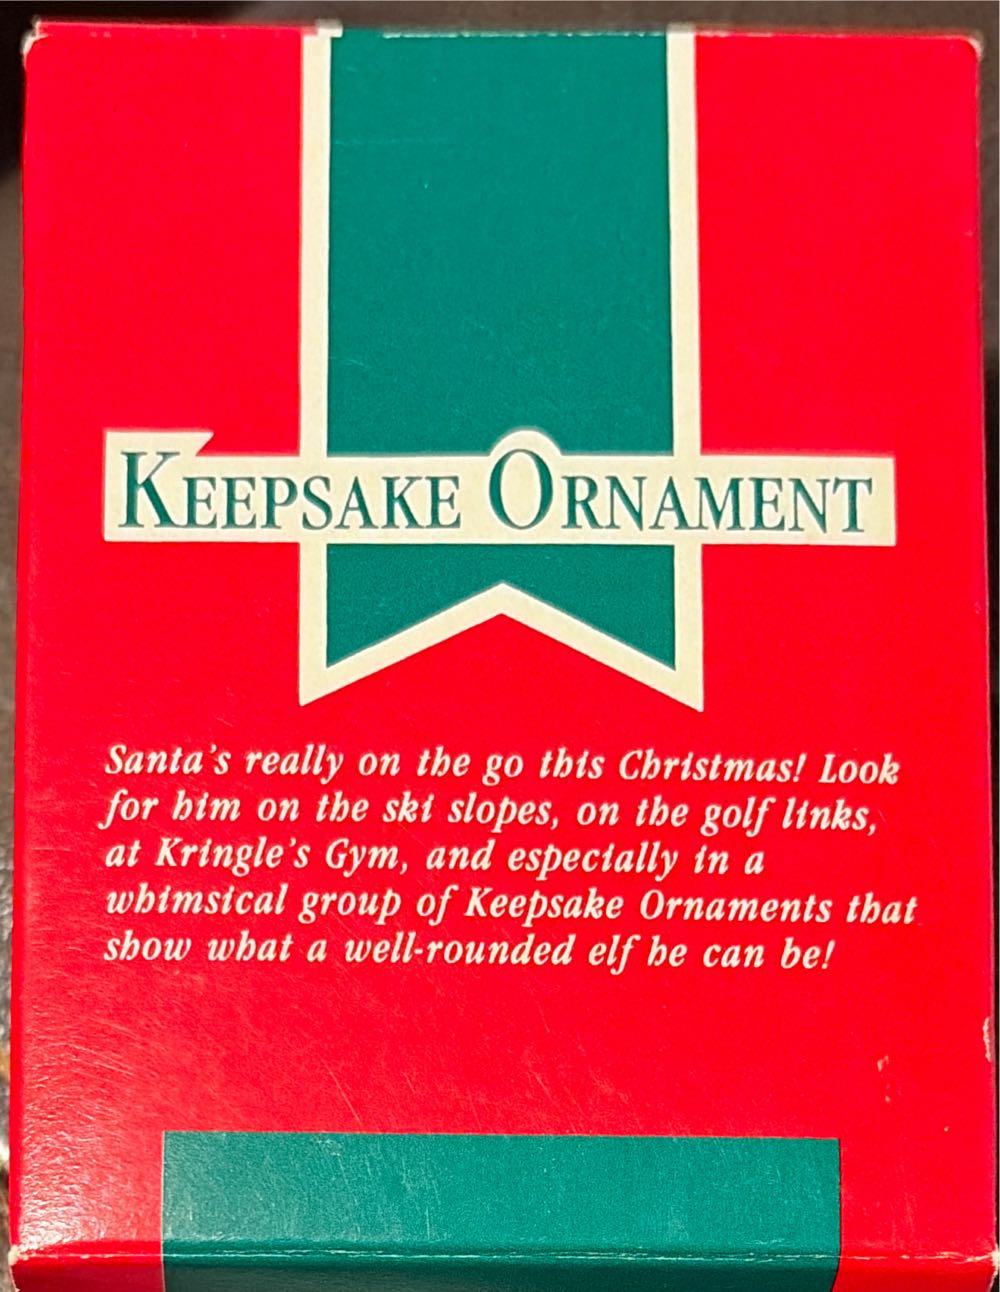 KEEPSAKE ORNAMENT
Santa's really on the go this Christmas! Look
for him on the ski slopes, on the golf links,
at Kringle's Gym, and especially in a
whimsical group of Keepsake Ornaments that
show what a well-rounded elf he can be!